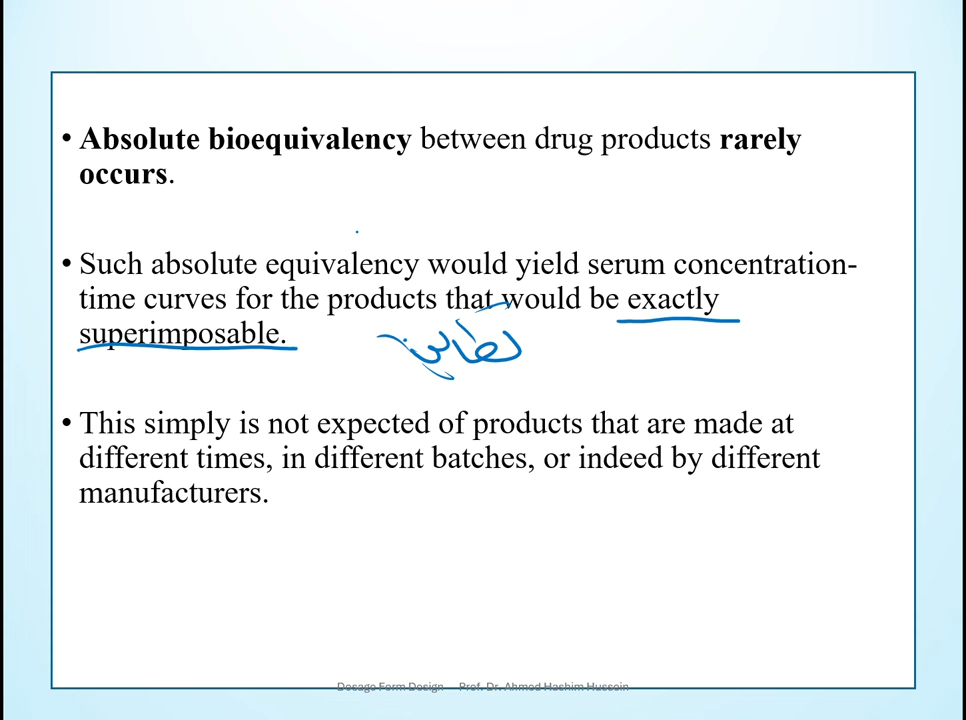 • Absolute bioequivalency between drug products rarely
occurs.
• Such absolute equivalency would yield serum concentration-
time curves for the products that would be exactly
superimposable.
• This simply is not expected of products that are made at
different times, in different batches, or indeed by different
manufacturers.
Dosage Form Design Prof. Dr. Ahmed Hashim Hussein